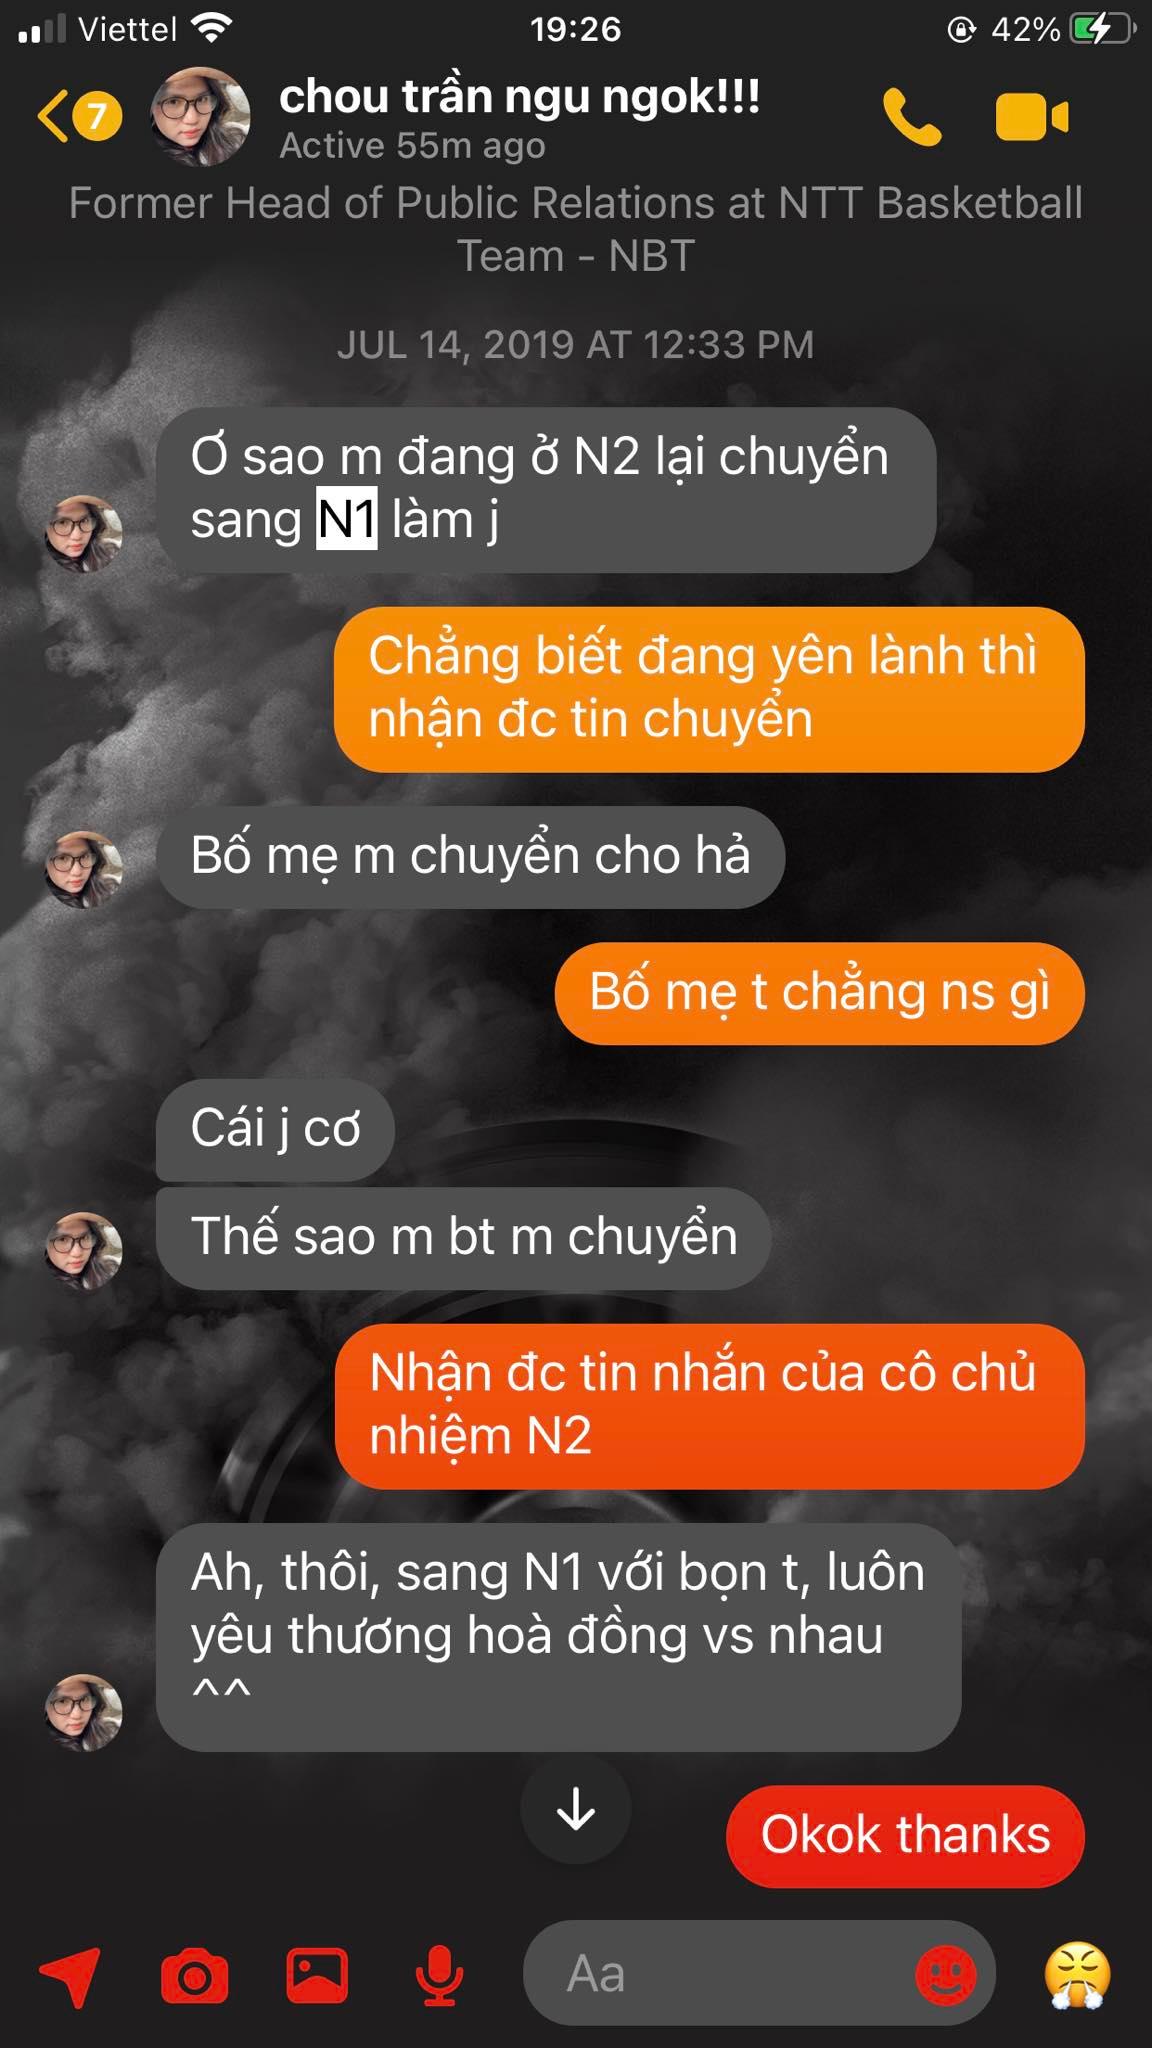 Viettel 19:26 42%
7 chou trần ngu ngok!!!
Active 55m ago
Former Head of Public Relations at NTT Basketball
Team - NBT
JUL 14, 2019 AT 12:33 PM
Ơ sao m đang ở N2 lại chuyển
sang N1 làm j
Chẳng biết đang yên lành thì
nhận đc tin chuyển
Bố mẹ m chuyển cho hả
Bố mẹ t chẳng ns gì
Cái j cơ
Thế sao m bt m chuyển
Nhận đc tin nhắn của cô chủ
nhiệm N2
Ah, thôi, sang N1 với bọn t, luôn
yêu thương hoà đồng vs nhau
^^
Okok thanks
Aa